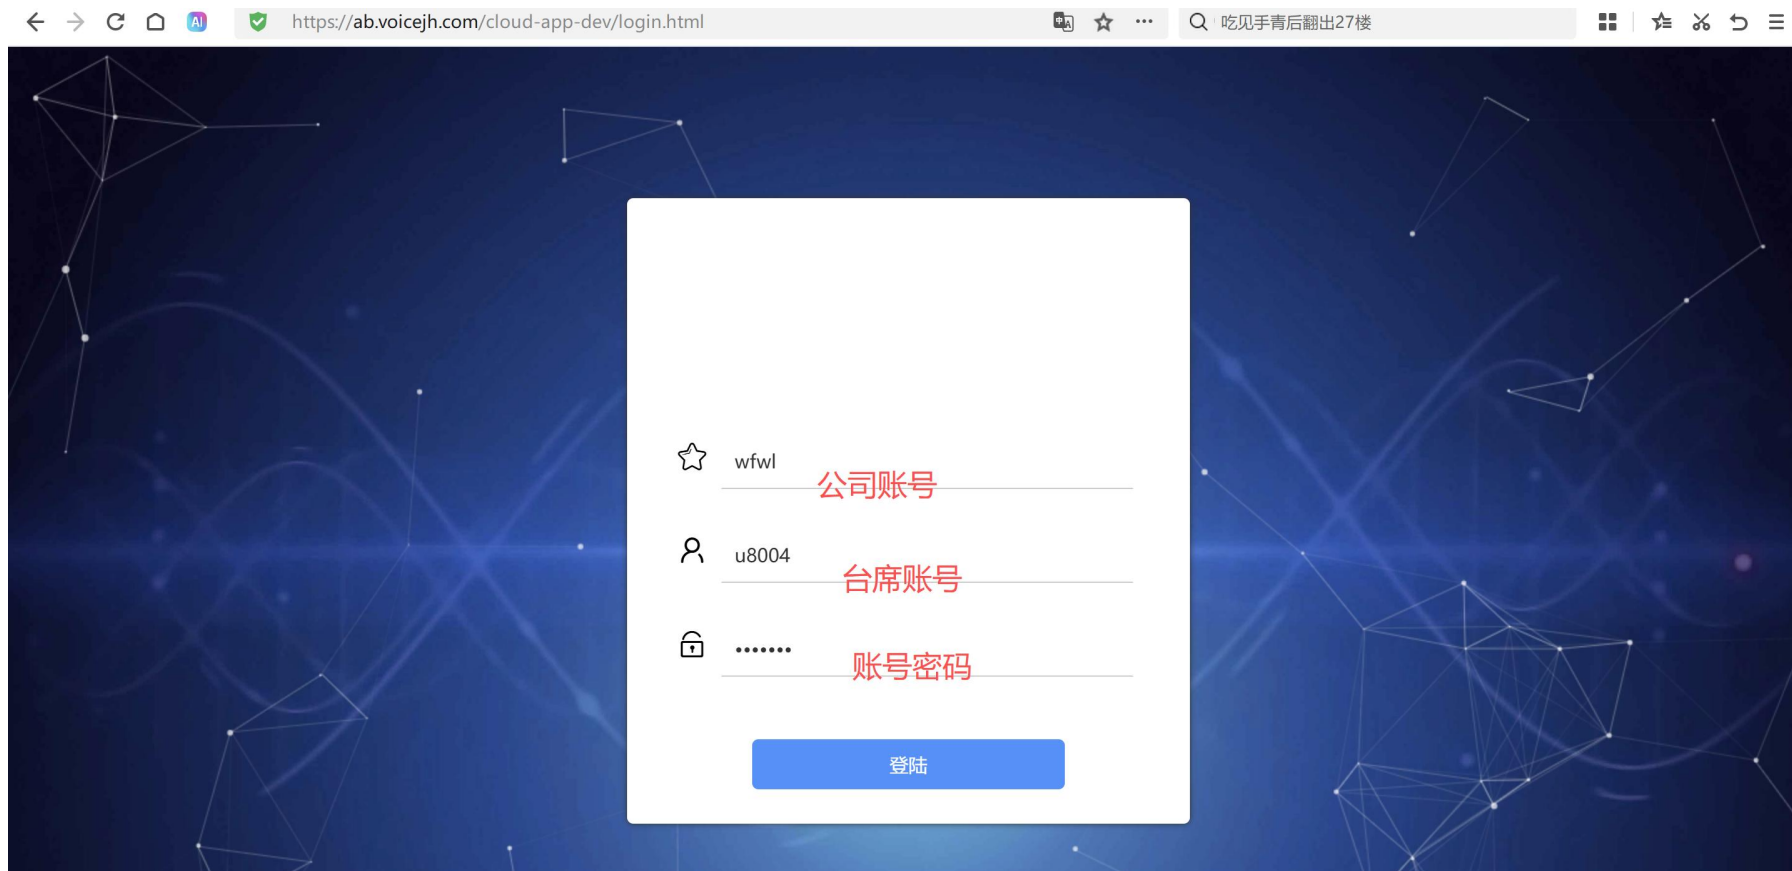 AI https://ab.voicejh.com/cloud-app-dev/login.html 吃见手青后翻出27楼
wfwl
公司账号
u8004
台席账号
•••••••
账号密码
登陆